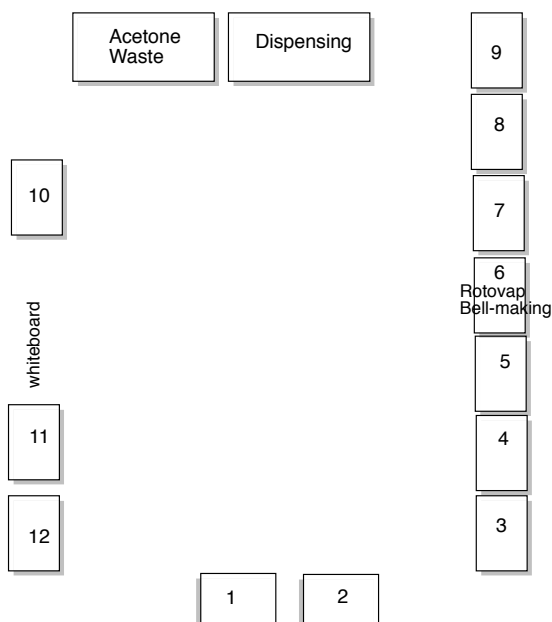 Acetone
Waste
Dispensing
9
8
10
7
6
Rotovap
Bell-making
whiteboard
5
11
4
3
12
1
2